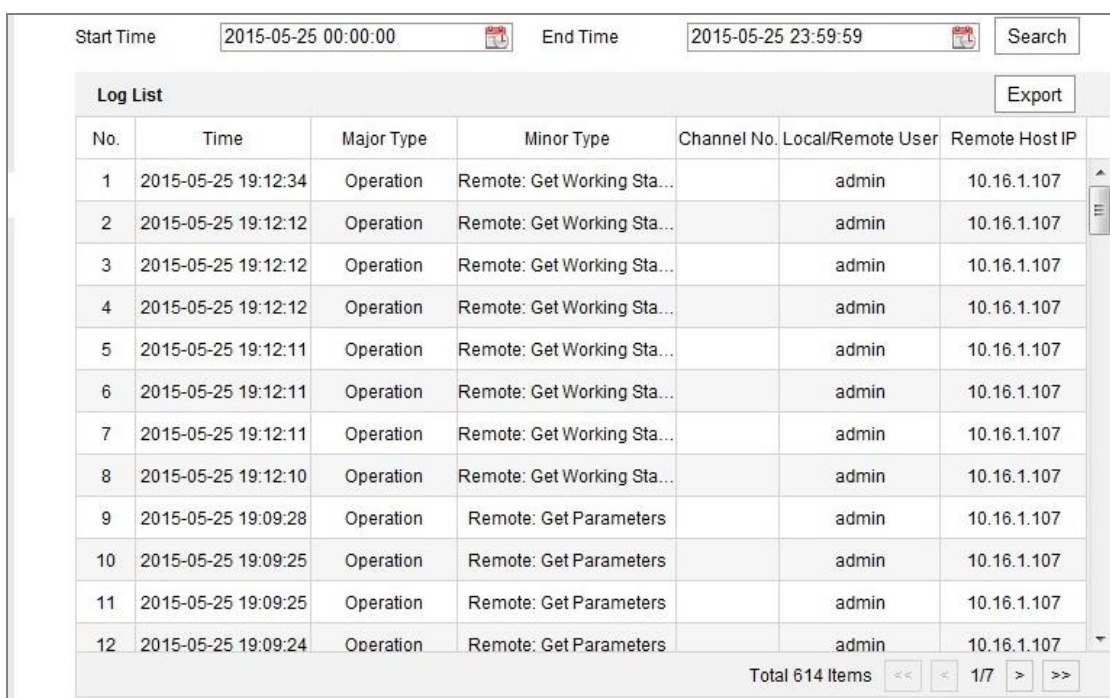 Start Time 2015-05-25 00:00:00 End Time 2015-05-25 23:59:59 Search
Log List Export
No. Time Major Type Minor Type Channel No. Local/Remote User Remote Host IP
1 2015-05-25 19:12:34 Operation Remote: Get Working Sta... admin 10.16.1.107
2 2015-05-25 19:12:12 Operation Remote: Get Working Sta... admin 10.16.1.107
3 2015-05-25 19:12:12 Operation Remote: Get Working Sta... admin 10.16.1.107
4 2015-05-25 19:12:12 Operation Remote: Get Working Sta... admin 10.16.1.107
5 2015-05-25 19:12:11 Operation Remote: Get Working Sta... admin 10.16.1.107
6 2015-05-25 19:12:11 Operation Remote: Get Working Sta... admin 10.16.1.107
7 2015-05-25 19:12:11 Operation Remote: Get Working Sta... admin 10.16.1.107
8 2015-05-25 19:12:10 Operation Remote: Get Working Sta... admin 10.16.1.107
9 2015-05-25 19:09:28 Operation Remote: Get Parameters admin 10.16.1.107
10 2015-05-25 19:09:25 Operation Remote: Get Parameters admin 10.16.1.107
11 2015-05-25 19:09:25 Operation Remote: Get Parameters admin 10.16.1.107
12 2015-05-25 19:09:24 Operation Remote: Get Parameters admin 10.16.1.107
Total 614 Items << < 1/7 > >>